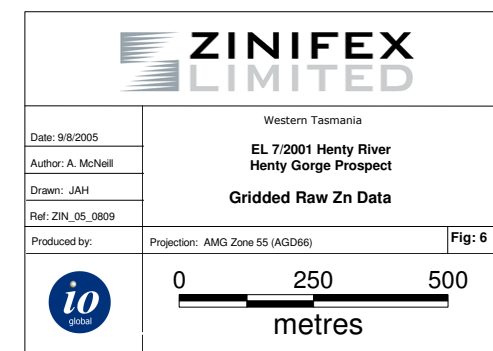 ZINIFEX
LIMITED
Date: 9/8/2005
Author: A. McNeill
Drawn: JAH
Ref: ZIN_05_0809
Western Tasmania
EL 7/2001 Henty River
Henty Gorge Prospect
Gridded Raw Zn Data
Produced by:
Projection: AMG Zone 55 (AGD66)
Fig: 6
io
global
0 250 500
metres